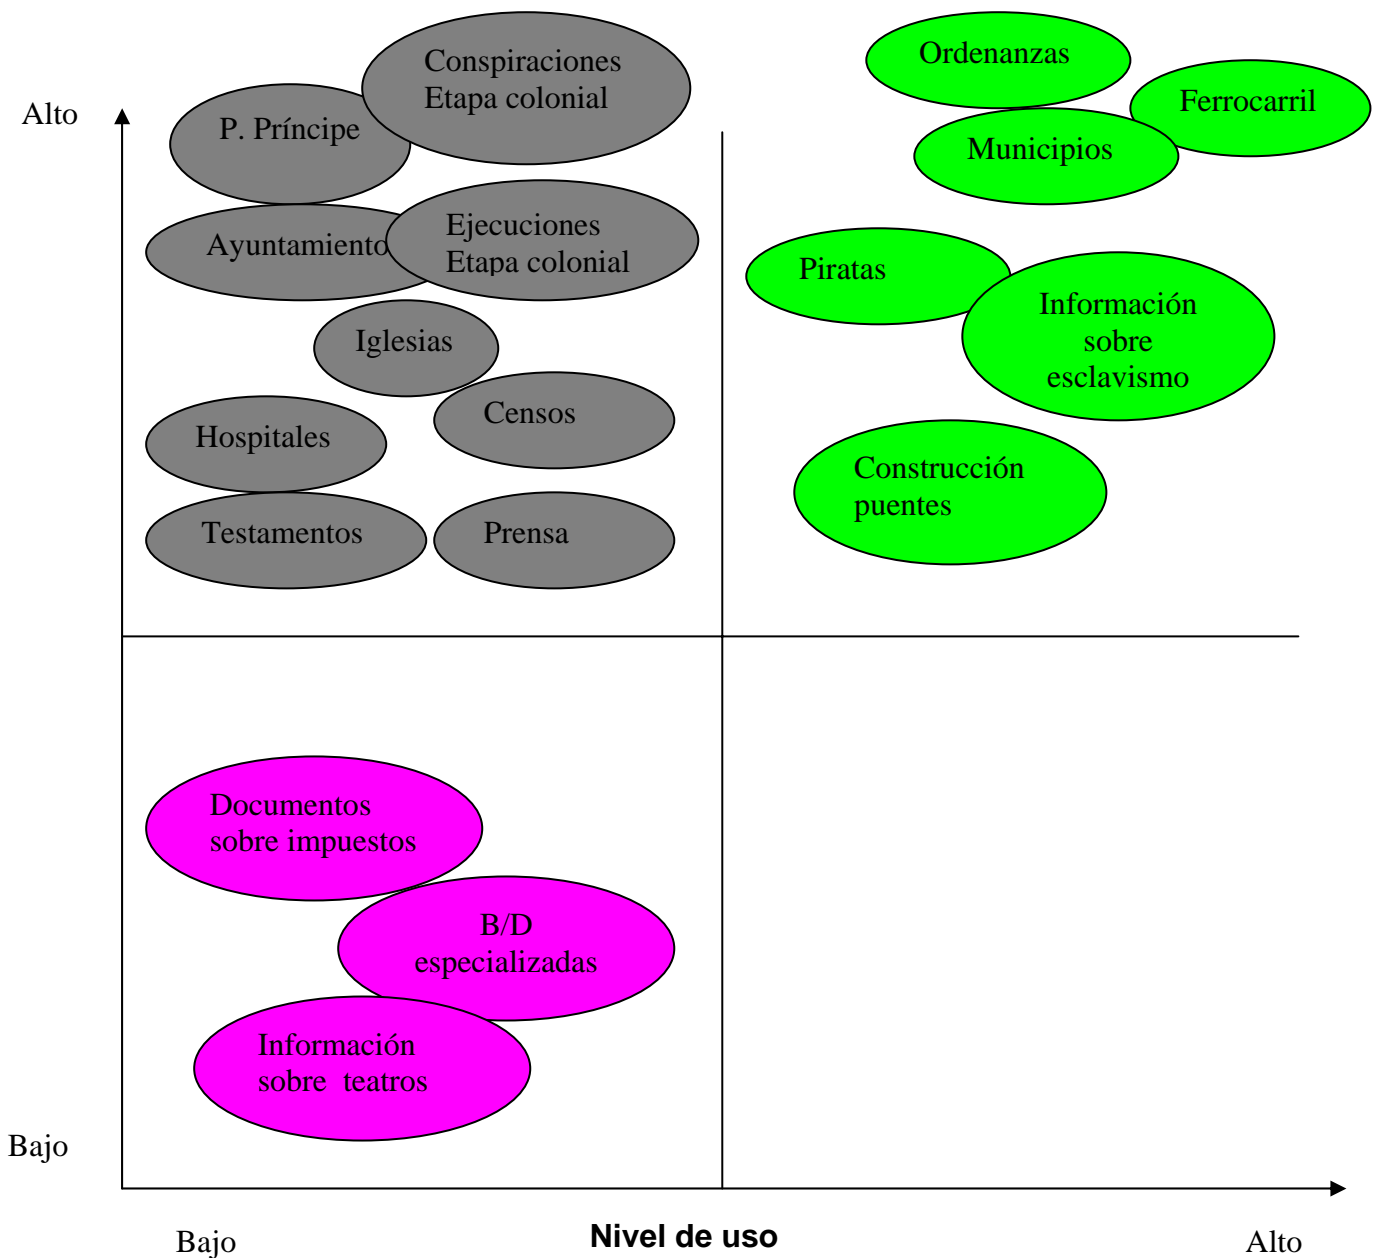 Conspiraciones
Etapa colonial
Ordenanzas
Ferrocarril
Alto
P. Príncipe
Municipios
Ayuntamiento
Ejecuciones
Etapa colonial
Piratas
Información
sobre
esclavismo
Iglesias
Censos
Hospitales
Construcción
puentes
Testamentos
Prensa
Documentos
sobre impuestos
B/D
especializadas
Información
sobre teatros
Bajo
Bajo
Nivel de uso
Alto